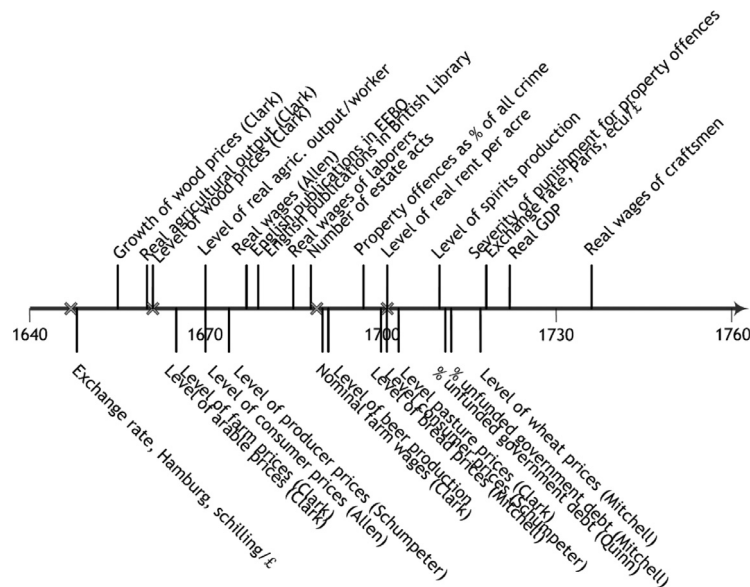 Growth of wood prices (Clark)
Real agricultural output (Clark)
Level of wood prices (Clark)
Level of real agric. output/worker
Real wages (Allen)
English publications in EEBO
English publications in British Library
Real wages of laborers
Number of estate acts
Property offences as % of all crime
Level of real rent per acre
Level of spirits production
Severity of punishment for property offences
Exchange rate, Paris, ecu/£
Real GDP
Real wages of craftsmen
1640
1670
1700
1730
1760
Exchange rate, Hamburg, schilling/£
Level of arable prices (Clark)
Level of farm prices (Clark)
Level of consumer prices (Allen)
Level of producer prices (Schumpeter)
Nominal farm wages (Clark)
Level of beer production
Level of bread prices (Mitchell)
Level consumer prices (Schumpeter)
Level pasture prices (Clark)
% unfunded government debt (Quinn)
% unfunded government debt (Mitchell)
Level of wheat prices (Mitchell)